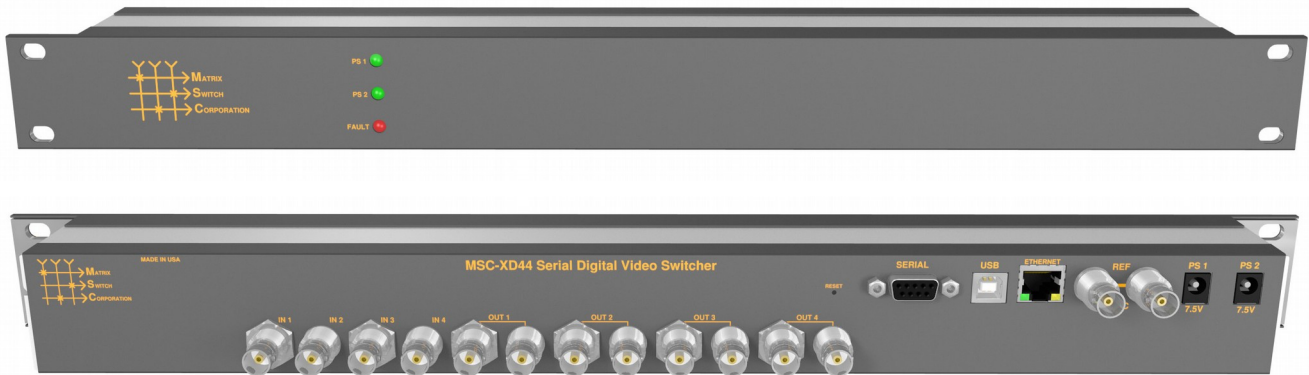 MATRIX
SWITCH
CORPORATION
PS 1
PS 2
FAULT
MATRIX
SWITCH
CORPORATION
MADE IN USA
MSC-XD44 Serial Digital Video Switcher
RESET
SERIAL
USB
ETHERNET
REF
PS 1
PS 2
7.5V
7.5V
IN 1
IN 2
IN 3
IN 4
OUT 1
OUT 2
OUT 3
OUT 4